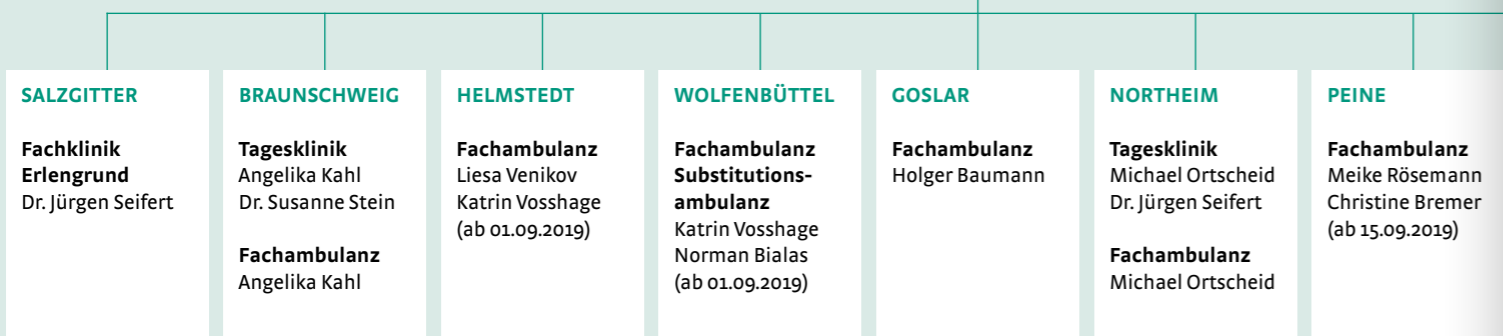 SALZGITTER
Fachklinik
Erlengrund
Dr. Jürgen Seifert
BRAUNSCHWEIG
Tagesklinik
Angelika Kahl
Dr. Susanne Stein
Fachambulanz
Angelika Kahl
HELMSTEDT
Fachambulanz
Liesa Venikov
Katrin Vosshage
(ab 01.09.2019)
WOLFENBÜTTEL
Fachambulanz
Substitutions-
ambulanz
Katrin Vosshage
Norman Bialas
(ab 01.09.2019)
GOSLAR
Fachambulanz
Holger Baumann
NORTHEIM
Tagesklinik
Michael Ortscheid
Dr. Jürgen Seifert
Fachambulanz
Michael Ortscheid
PEINE
Fachambulanz
Meike Rösemann
Christine Bremer
(ab 15.09.2019)